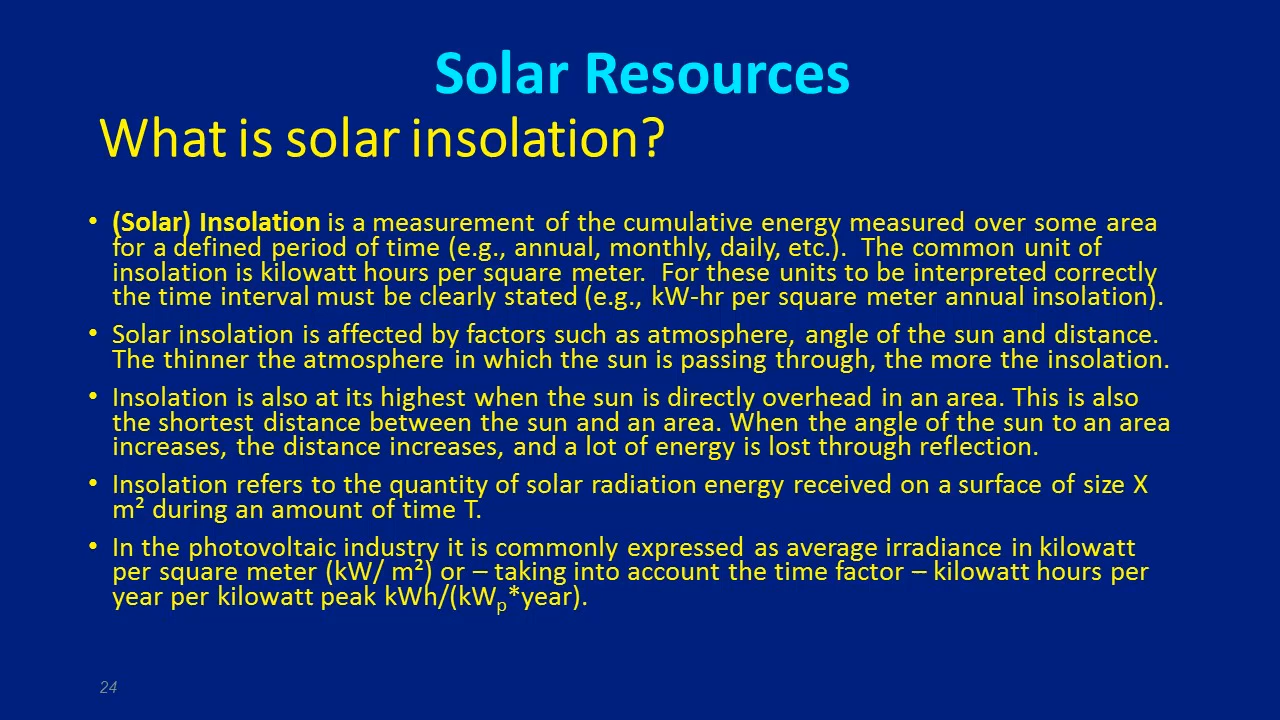 Solar Resources
What is solar insolation?
• (Solar) Insolation is a measurement of the cumulative energy measured over some area
for a defined period of time (e.g., annual, monthly, daily, etc.).  The common unit of
insolation is kilowatt hours per square meter.  For these units to be interpreted correctly
the time interval must be clearly stated (e.g., kW-hr per square meter annual insolation).
• Solar insolation is affected by factors such as atmosphere, angle of the sun and distance.
The thinner the atmosphere in which the sun is passing through, the more the insolation.
• Insolation is also at its highest when the sun is directly overhead in an area. This is also
the shortest distance between the sun and an area. When the angle of the sun to an area
increases, the distance increases, and a lot of energy is lost through reflection.
• Insolation refers to the quantity of solar radiation energy received on a surface of size X
m² during an amount of time T.
• In the photovoltaic industry it is commonly expressed as average irradiance in kilowatt
per square meter (kW/ m²) or – taking into account the time factor – kilowatt hours per
year per kilowatt peak kWh/(kWₚ*year).
24